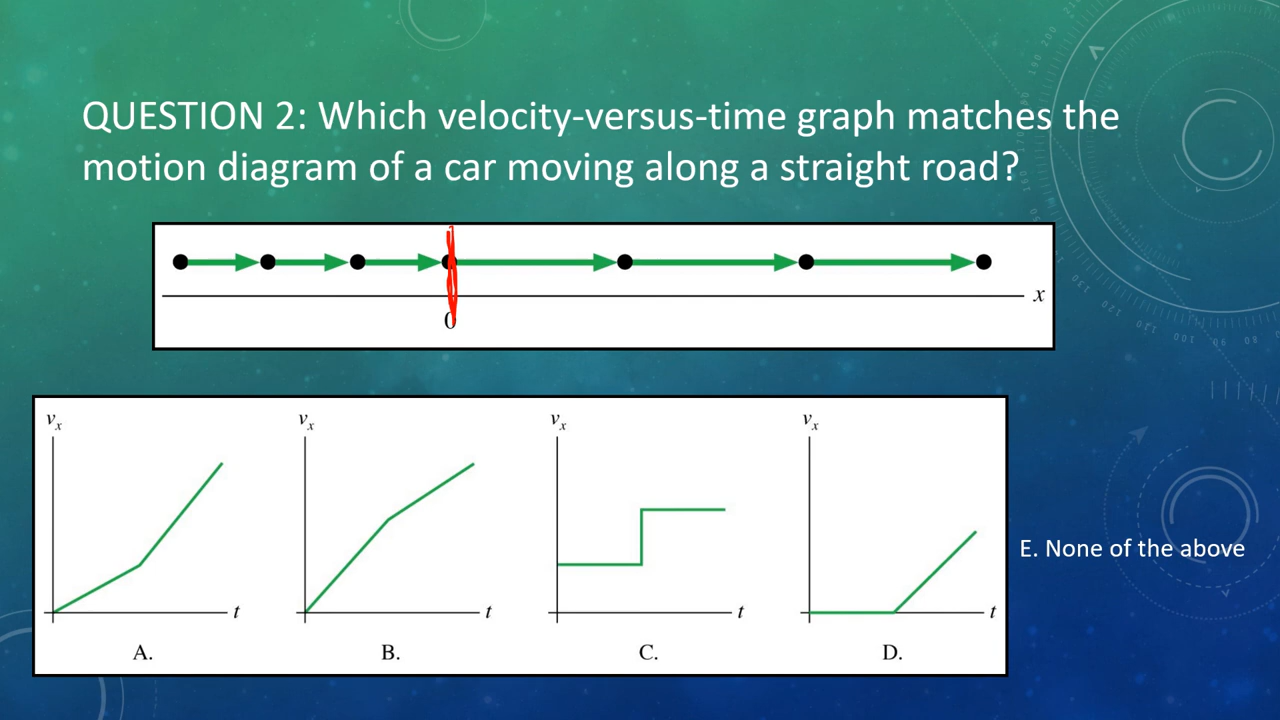 QUESTION 2: Which velocity-versus-time graph matches the
motion diagram of a car moving along a straight road?
x
0
vx
vx
vx
vx
t
t
t
t
E. None of the above
A.
B.
C.
D.